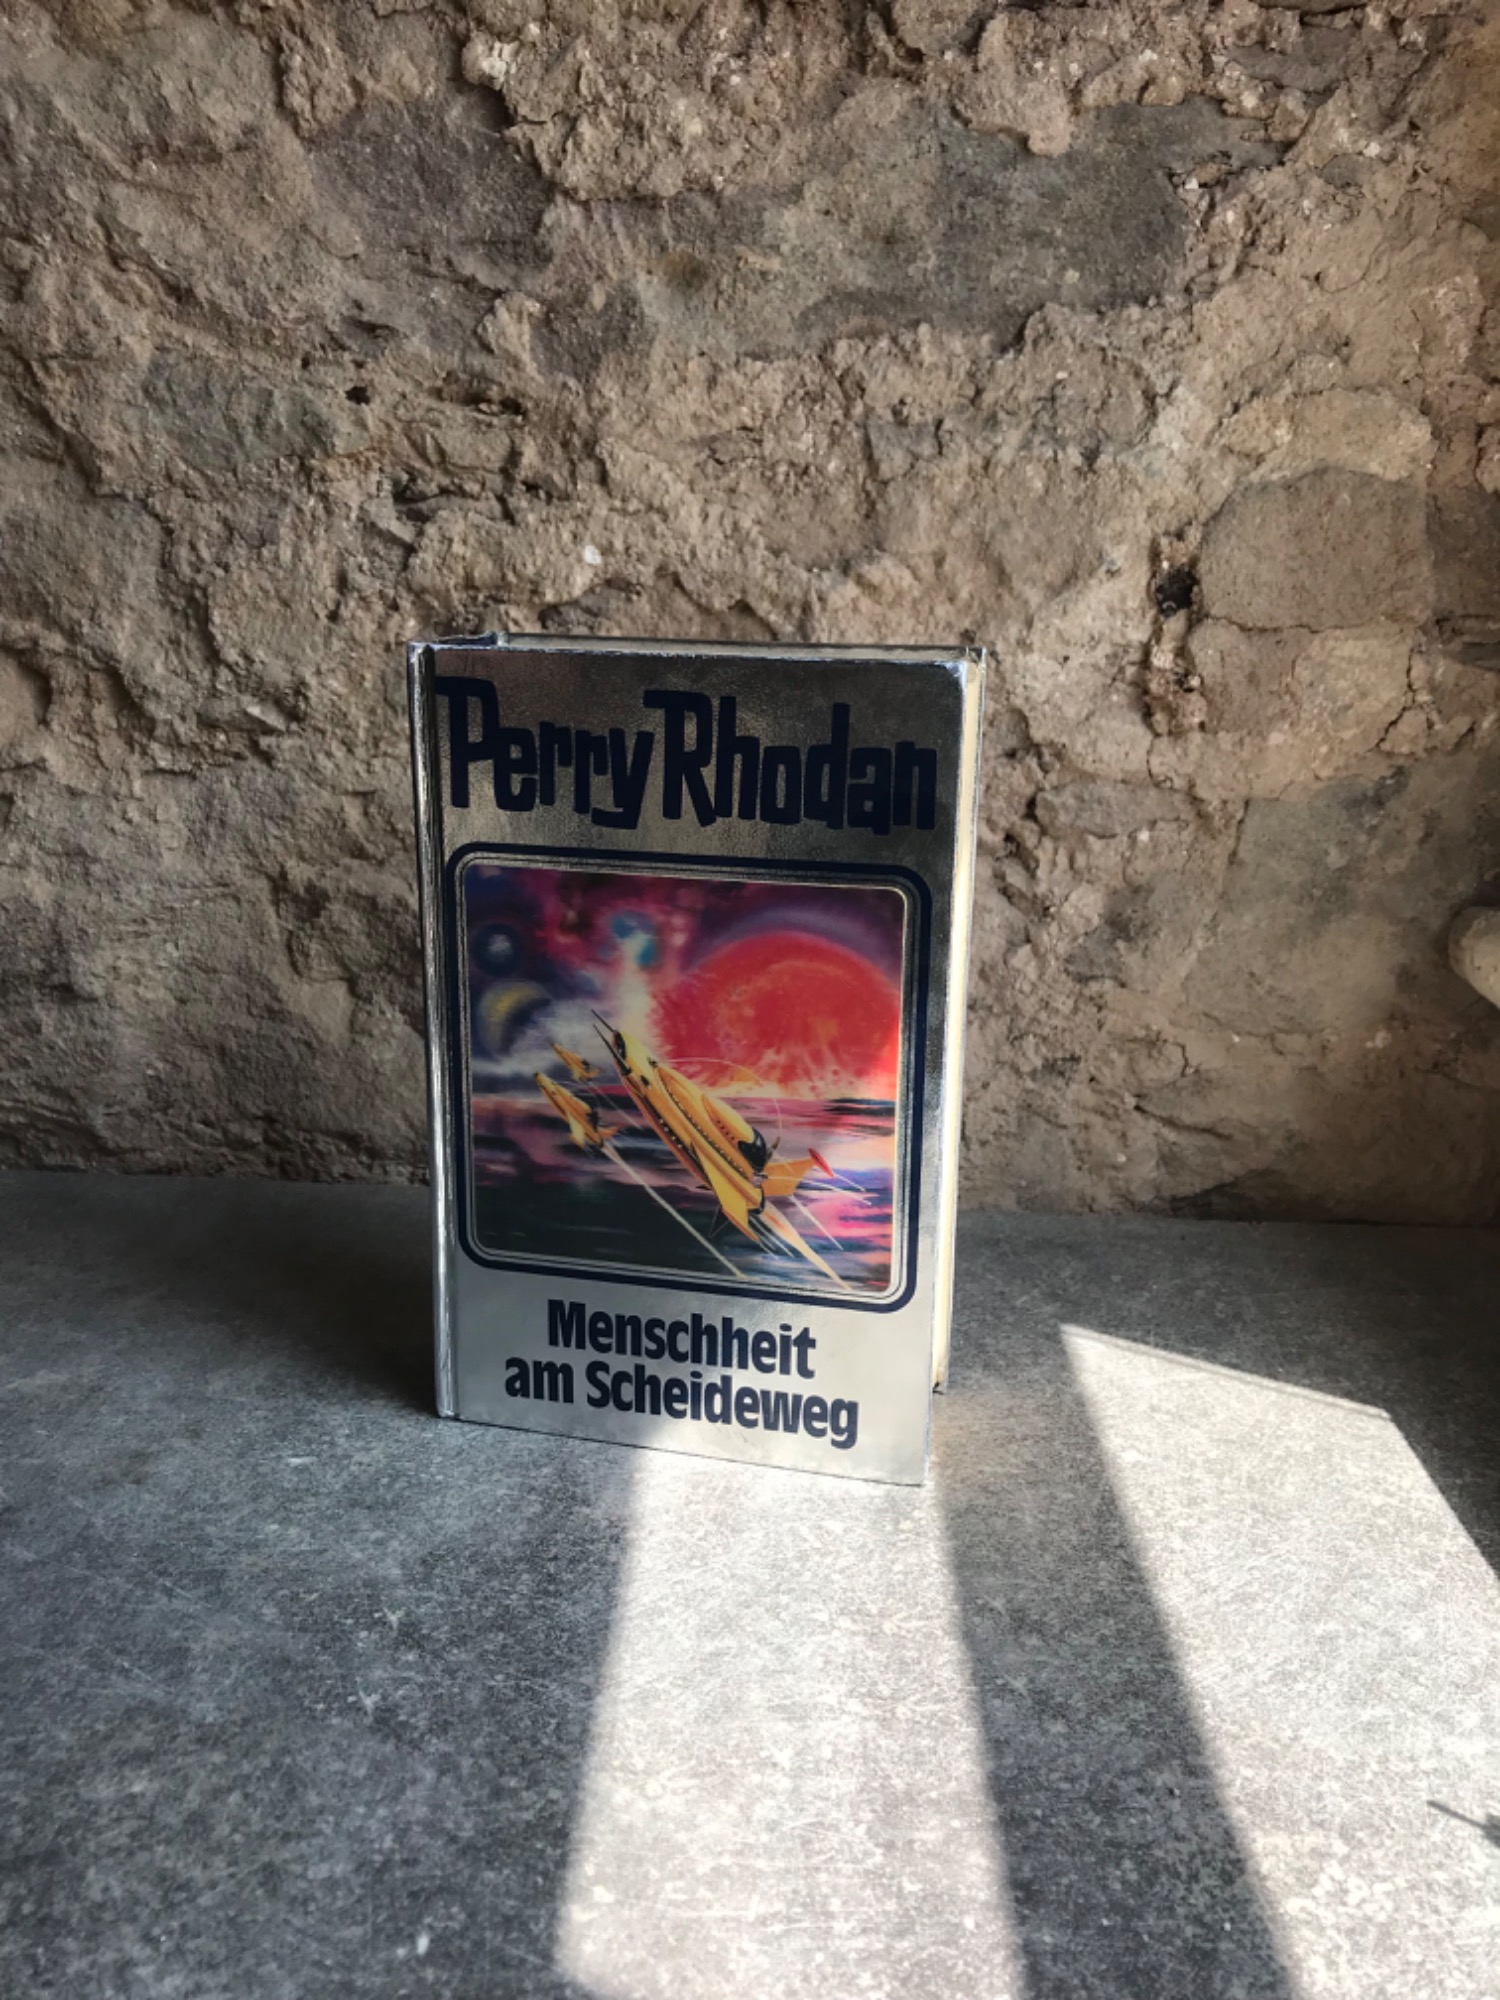 Perry Rhodan
Menschheit
am Scheideweg